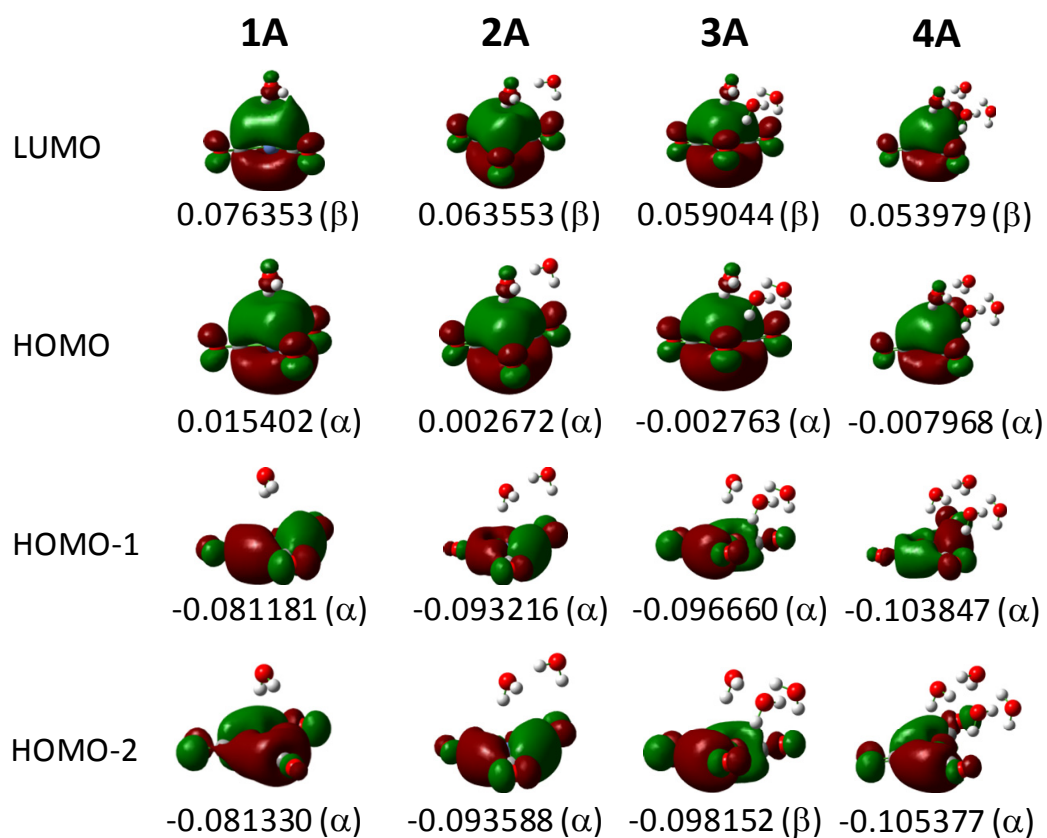 1A 2A 3A 4A
LUMO
0.076353 (β) 0.063553 (β) 0.059044 (β) 0.053979 (β)
HOMO
0.015402 (α) 0.002672 (α) -0.002763 (α) -0.007968 (α)
HOMO-1
-0.081181 (α) -0.093216 (α) -0.096660 (α) -0.103847 (α)
HOMO-2
-0.081330 (α) -0.093588 (α) -0.098152 (β) -0.105377 (α)